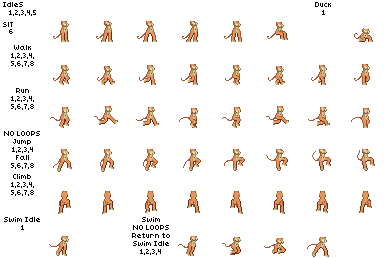 IdleS
1,2,3,4,5
Duck
1
SIT
6
Walk
1,2,3,4,
5,6,7,8
Run
1,2,3,4,
5,6,7,8
NO LOOPS
Jump
1,2,3,4
Fall
5,6,7,8
Climb
1,2,3,4,
5,6,7,8
Swim Idle
1
Swim
NO LOOPS
Return to
Swim Idle
1,2,3,4